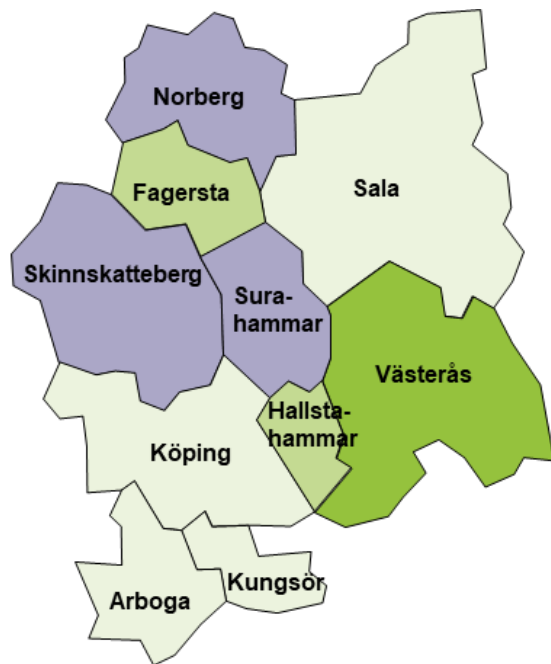 Norberg
Fagersta
Sala
Skinnskatteberg
Sura-
hammar
Västerås
Hallsta-
hammar
Köping
Kungsör
Arboga